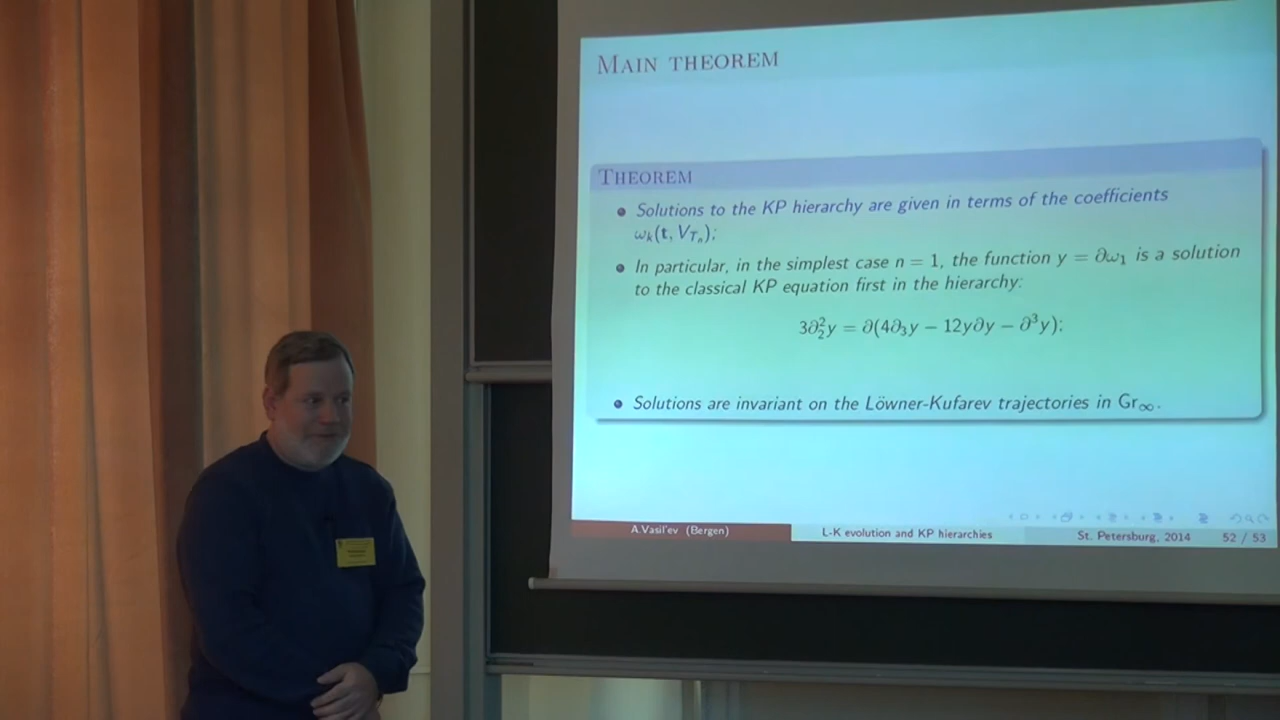 MAIN THEOREM
THEOREM
• Solutions to the KP hierarchy are given in terms of the coefficients
ωₖ(t, V_{Tₙ});
• In particular, in the simplest case n = 1, the function y = ∂ω₁ is a solution
to the classical KP equation first in the hierarchy:
3∂₂²y = ∂(4∂₃y − 12y∂y − ∂³y);
• Solutions are invariant on the Löwner-Kufarev trajectories in Gr∞.
A.Vasil'ev (Bergen) L-K evolution and KP hierarchies St. Petersburg, 2014 52 / 53